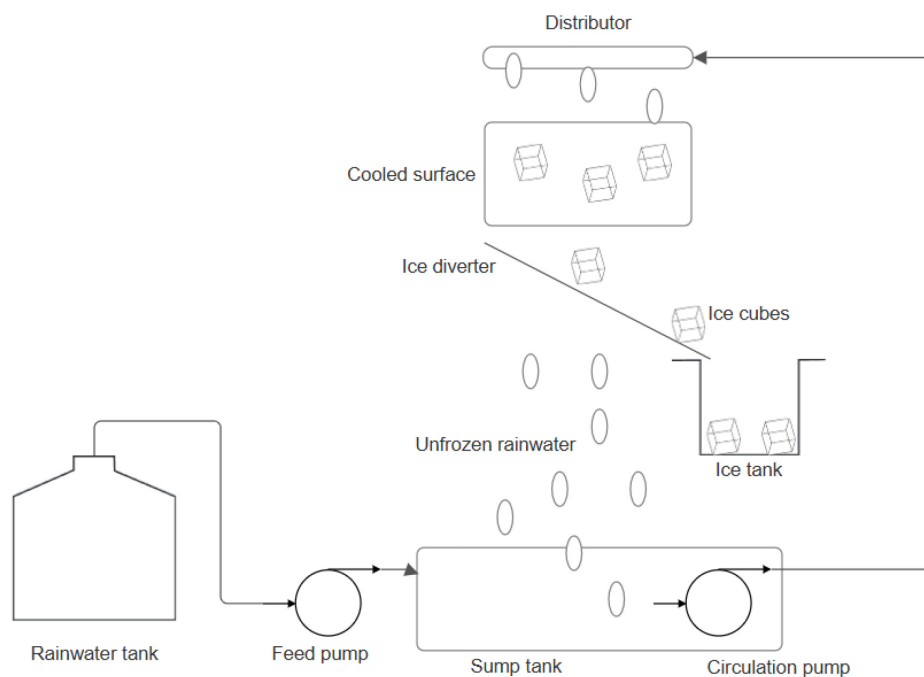 Distributor
Cooled surface
Ice diverter
Ice cubes
Unfrozen rainwater
Ice tank
Rainwater tank
Feed pump
Sump tank
Circulation pump